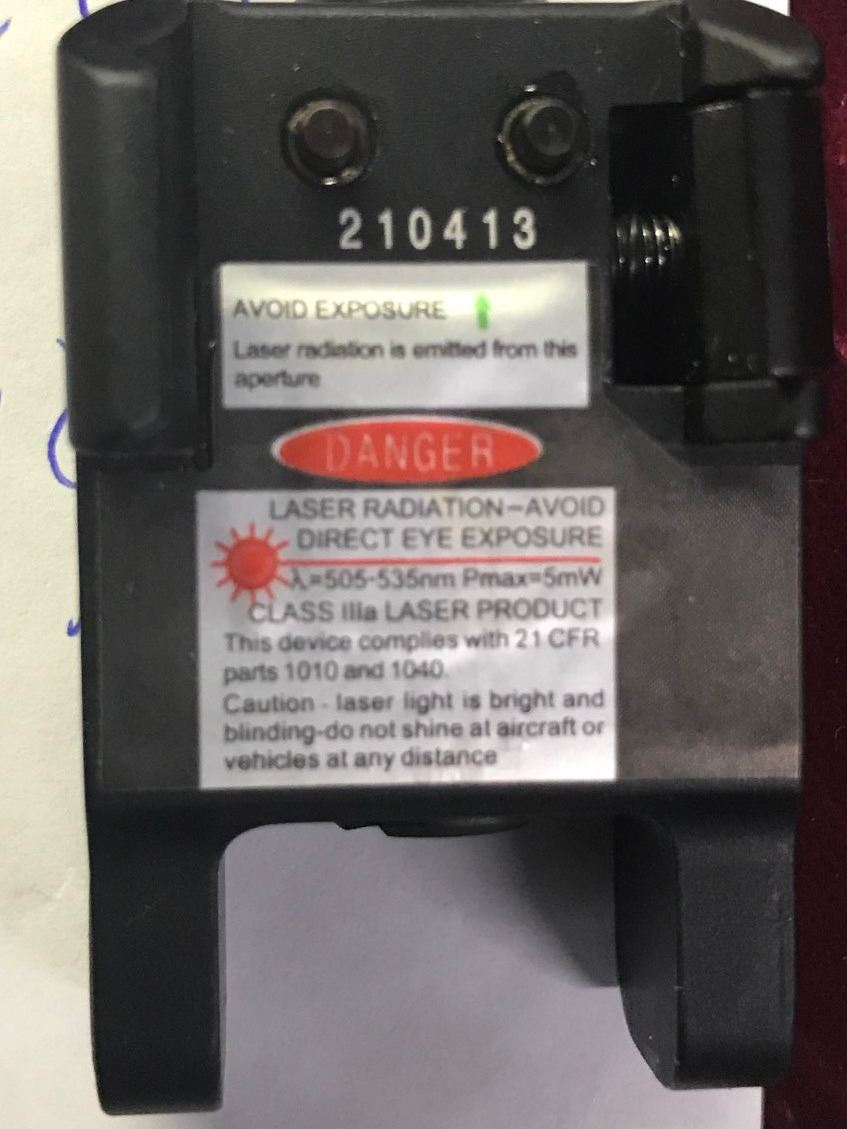 210413
AVOID EXPOSURE
Laser radiation is emitted from this
aperture
DANGER
LASER RADIATION-AVOID
DIRECT EYE EXPOSURE
λ=505-535nm Pmax=5mW
CLASS IIIa LASER PRODUCT
This device complies with 21 CFR
parts 1010 and 1040.
Caution - laser light is bright and
blinding-do not shine at aircraft or
vehicles at any distance